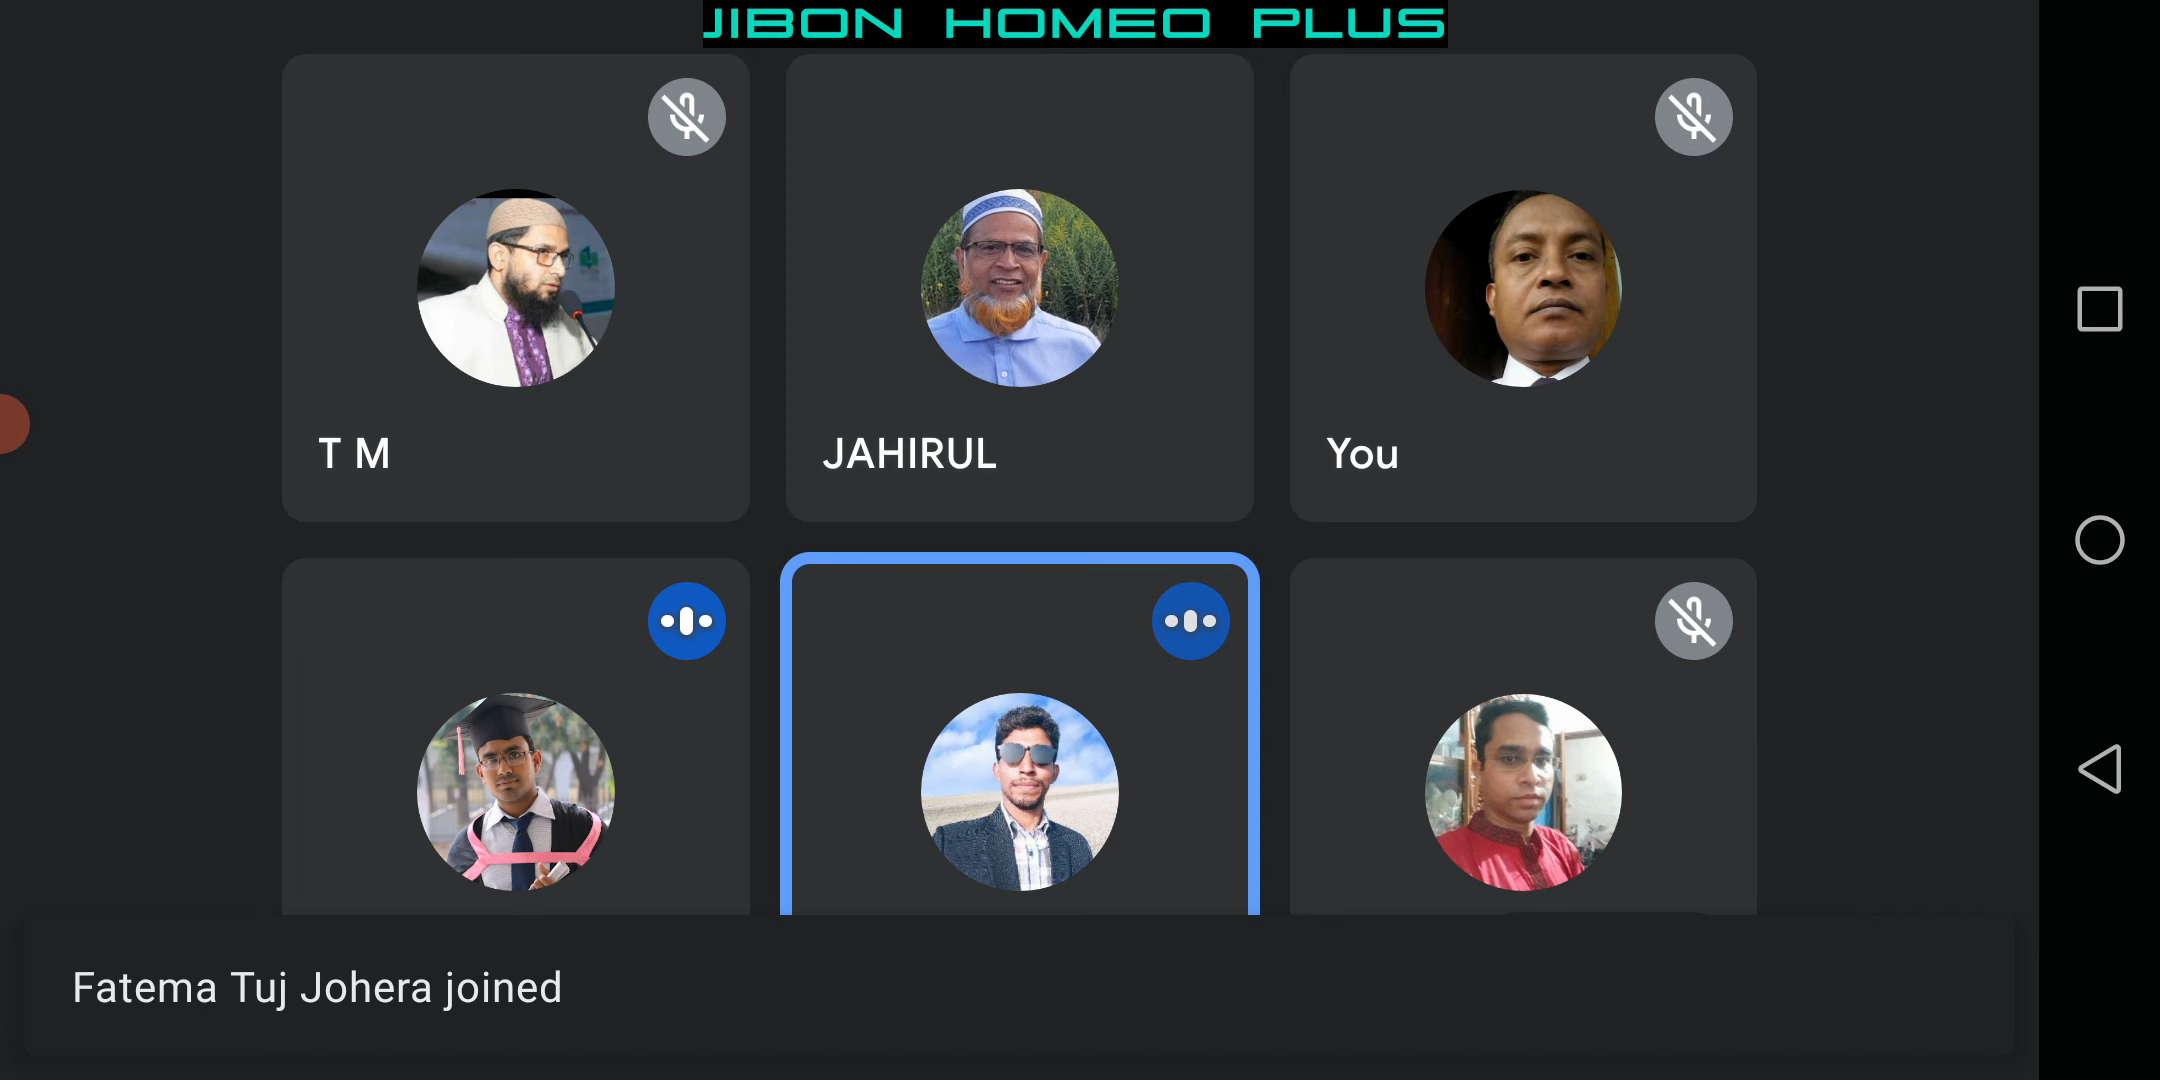 JIBON HOMEO PLUS
T M
JAHIRUL
You
Fatema Tuj Johera joined